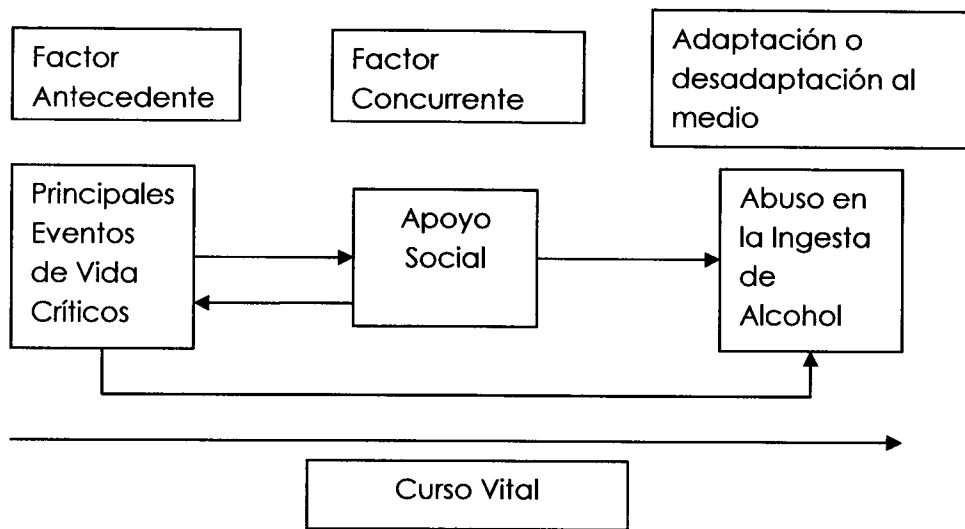 Factor
Antecedente
Factor
Concurrente
Adaptación o
desadaptación al
medio
Principales
Eventos
de Vida
Críticos
Apoyo
Social
Abuso en
la Ingesta
de
Alcohol
Curso Vital